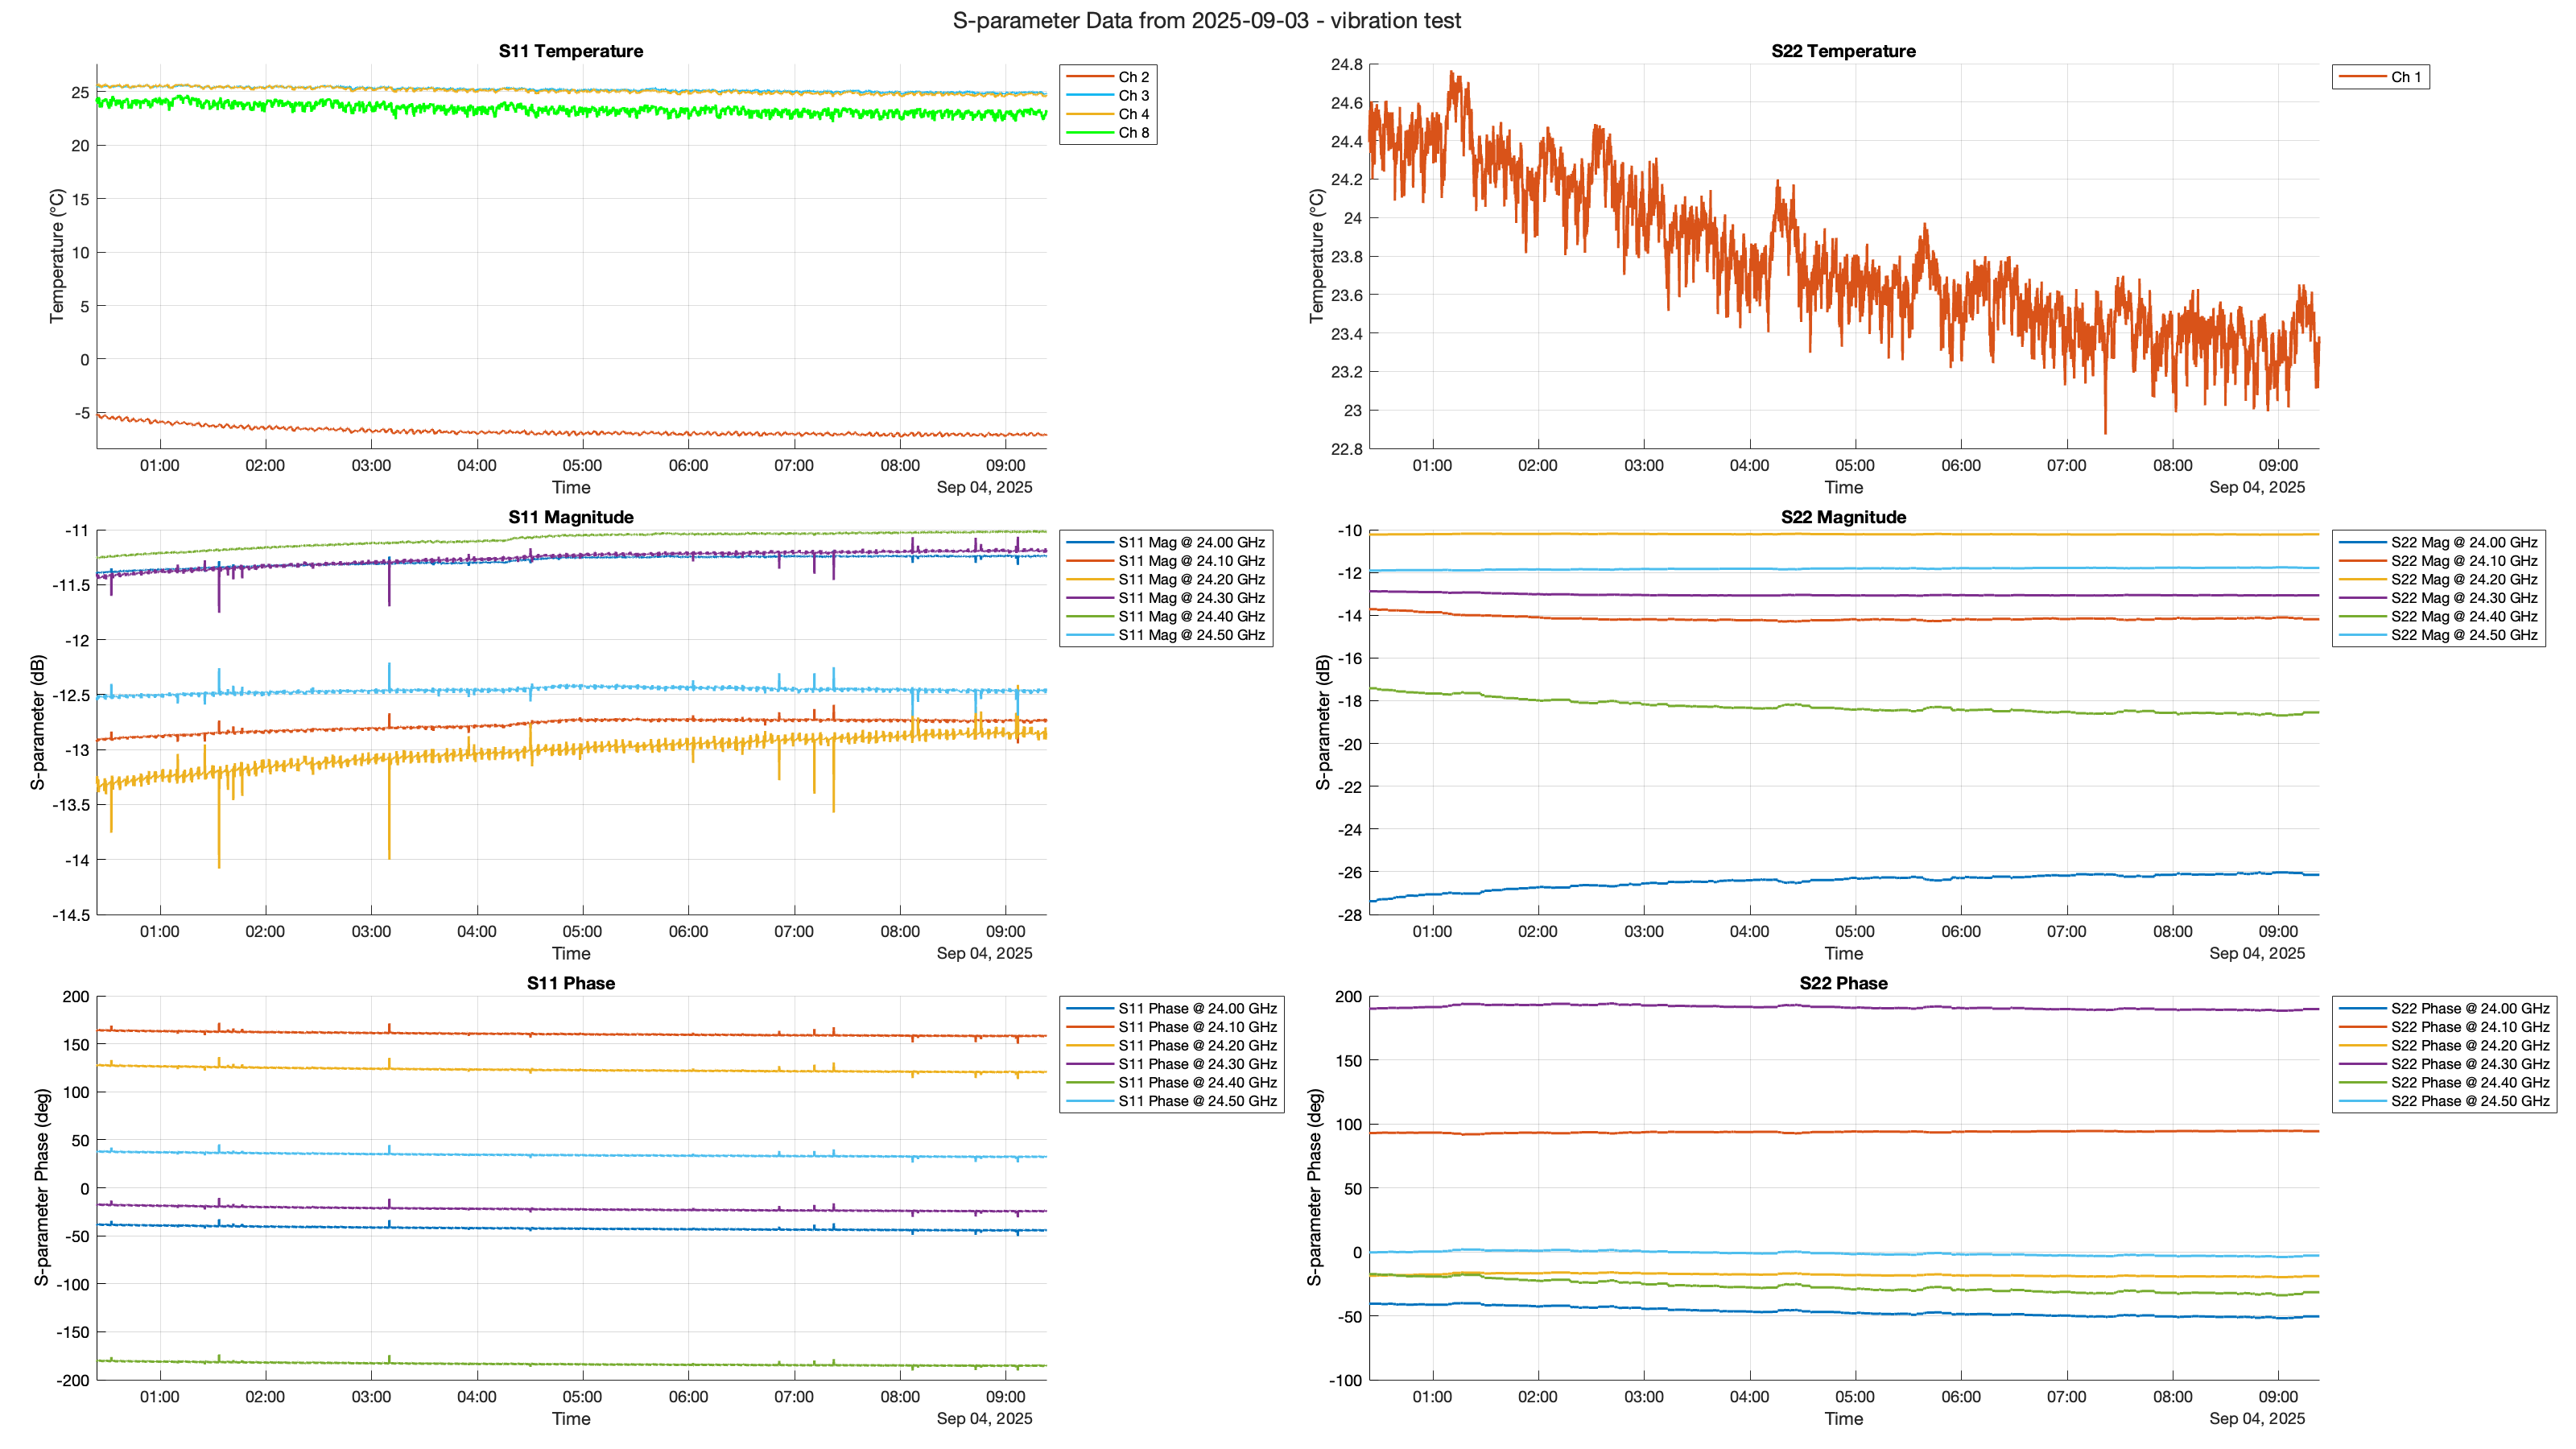 S-parameter Data from 2025-09-03 - vibration test
S11 Temperature
25
20
15
10
5
0
-5
Temperature (°C)
01:00 02:00 03:00 04:00 05:00 06:00 07:00 08:00 09:00
Time
Sep 04, 2025
Ch 2
Ch 3
Ch 4
Ch 8
S22 Temperature
24.8
24.6
24.4
24.2
24
23.8
23.6
23.4
23.2
23
22.8
Temperature (°C)
01:00 02:00 03:00 04:00 05:00 06:00 07:00 08:00 09:00
Time
Sep 04, 2025
Ch 1
S11 Magnitude
-11
-11.5
-12
-12.5
-13
-13.5
-14
-14.5
S-parameter (dB)
01:00 02:00 03:00 04:00 05:00 06:00 07:00 08:00 09:00
Time
Sep 04, 2025
S11 Mag @ 24.00 GHz
S11 Mag @ 24.10 GHz
S11 Mag @ 24.20 GHz
S11 Mag @ 24.30 GHz
S11 Mag @ 24.40 GHz
S11 Mag @ 24.50 GHz
S22 Magnitude
-10
-12
-14
-16
-18
-20
-22
-24
-26
-28
S-parameter (dB)
01:00 02:00 03:00 04:00 05:00 06:00 07:00 08:00 09:00
Time
Sep 04, 2025
S22 Mag @ 24.00 GHz
S22 Mag @ 24.10 GHz
S22 Mag @ 24.20 GHz
S22 Mag @ 24.30 GHz
S22 Mag @ 24.40 GHz
S22 Mag @ 24.50 GHz
S11 Phase
200
150
100
50
0
-50
-100
-150
-200
S-parameter Phase (deg)
01:00 02:00 03:00 04:00 05:00 06:00 07:00 08:00 09:00
Time
Sep 04, 2025
S11 Phase @ 24.00 GHz
S11 Phase @ 24.10 GHz
S11 Phase @ 24.20 GHz
S11 Phase @ 24.30 GHz
S11 Phase @ 24.40 GHz
S11 Phase @ 24.50 GHz
S22 Phase
200
150
100
50
0
-50
-100
S-parameter Phase (deg)
01:00 02:00 03:00 04:00 05:00 06:00 07:00 08:00 09:00
Time
Sep 04, 2025
S22 Phase @ 24.00 GHz
S22 Phase @ 24.10 GHz
S22 Phase @ 24.20 GHz
S22 Phase @ 24.30 GHz
S22 Phase @ 24.40 GHz
S22 Phase @ 24.50 GHz